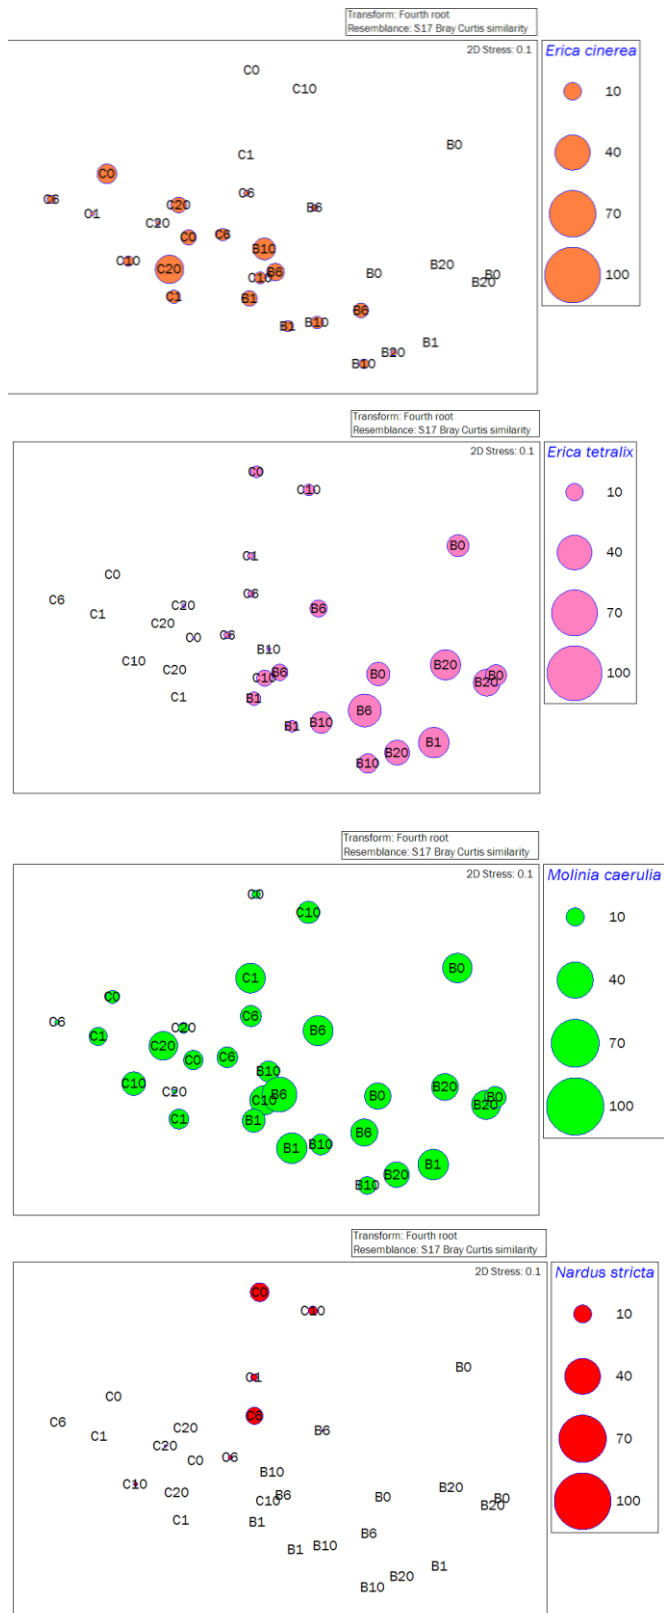 Transform: Fourth root
Resemblance: S17 Bray Curtis similarity
2D Stress: 0.1
Erica cinerea
C0
10
C10
B0
C1
40
C0
C6
C6
C20
B6
C1
C20
70
C0
C6
B10
C10
C20
B6
C10
B0
B20
B0
B20
100
C1
B1
B6
B1
B10
B1
B20
B10
Transform: Fourth root
Resemblance: S17 Bray Curtis similarity
2D Stress: 0.1
Erica tetralix
C0
C10
10
B0
C1
40
C0
C6
C6
C20
B6
C1
C20
70
C0
C6
B10
C10
C20
B6
C10
B0
B20
B0
B20
100
C1
B1
B6
B1
B10
B1
B20
B10
Transform: Fourth root
Resemblance: S17 Bray Curtis similarity
2D Stress: 0.1
Molinia caerulia
C0
C10
10
B0
C1
40
C0
C6
C6
C20
B6
C1
C20
70
C0
C6
B10
C10
C20
B6
C10
B0
B20
B0
B20
100
C1
B1
B6
B1
B10
B1
B20
B10
Transform: Fourth root
Resemblance: S17 Bray Curtis similarity
2D Stress: 0.1
Nardus stricta
C0
C10
10
B0
C1
40
C0
C6
C6
C20
B6
C1
C20
70
C0
C6
B10
C10
C20
B6
C10
B0
B20
B0
B20
100
C1
B1
B6
B1
B10
B1
B20
B10